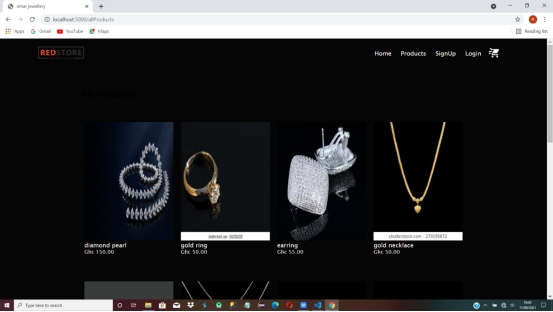 omar jewellery
localhost:5000/allProducts
Apps Gmail YouTube Maps Reading list
REDSTORE
Home Products SignUp Login
diamond pearl gold ring earring gold necklace
Ghc 150.00 Ghc 50.00 Ghc 55.00 Ghc 50.00
Type here to search